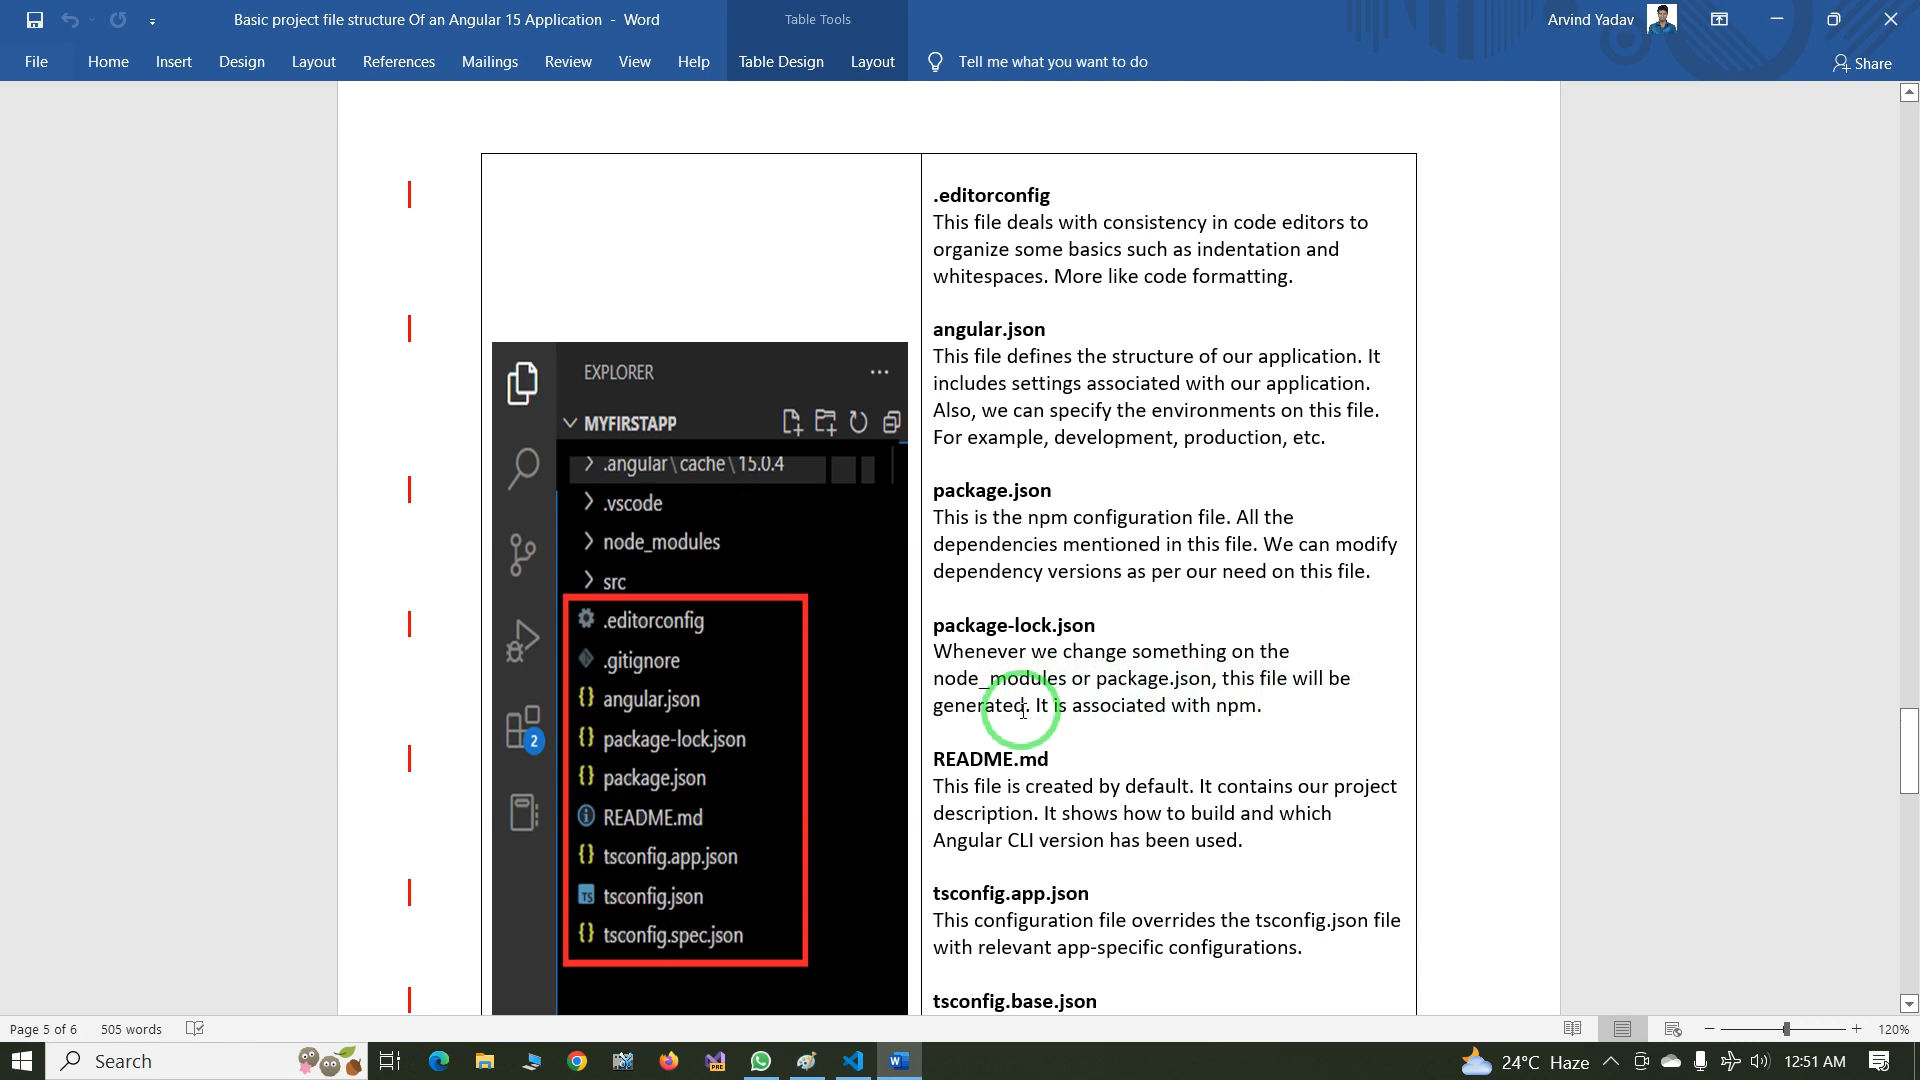 Basic project file structure Of an Angular 15 Application - Word
Table Tools
Arvind Yadav
File
Home
Insert
Design
Layout
References
Mailings
Review
View
Help
Table Design
Layout
Tell me what you want to do
Share
EXPLORER
MYFIRSTAPP
.angular\cache\15.0.4
.vscode
node_modules
src
.editorconfig
.gitignore
angular.json
package-lock.json
package.json
README.md
tsconfig.app.json
TS
tsconfig.json
tsconfig.spec.json
2
.editorconfig
This file deals with consistency in code editors to
organize some basics such as indentation and
whitespaces. More like code formatting.
angular.json
This file defines the structure of our application. It
includes settings associated with our application.
Also, we can specify the environments on this file.
For example, development, production, etc.
package.json
This is the npm configuration file. All the
dependencies mentioned in this file. We can modify
dependency versions as per our need on this file.
package-lock.json
Whenever we change something on the
node_modules or package.json, this file will be
generated. It is associated with npm.
README.md
This file is created by default. It contains our project
description. It shows how to build and which
Angular CLI version has been used.
tsconfig.app.json
This configuration file overrides the tsconfig.json file
with relevant app-specific configurations.
tsconfig.base.json
Page 5 of 6
505 words
120%
Search
PRE
24°C Haze
12:51 AM